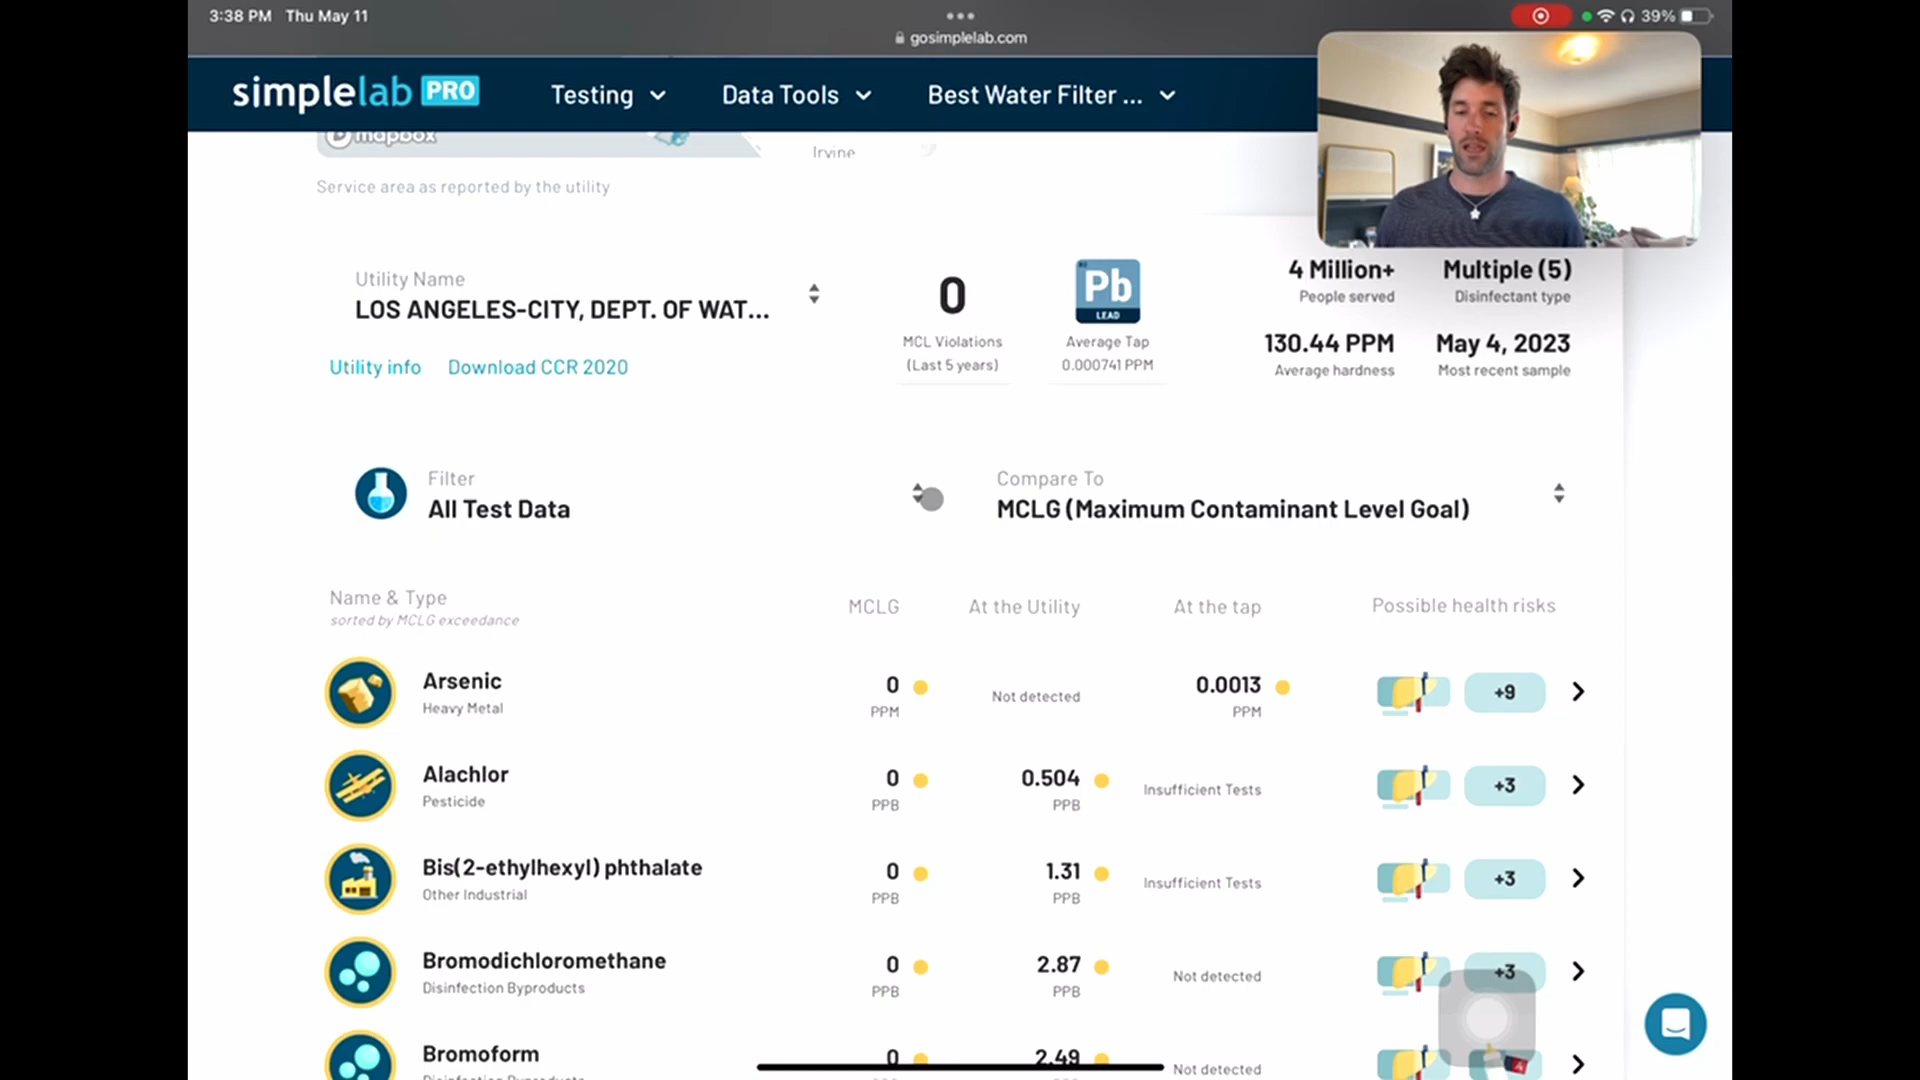 3:38 PM Thu May 11
39%
gosimplelab.com
simplelab PRO
Testing
Data Tools
Best Water Filter ...
mapbox
Irvine
Service area as reported by the utility
Utility Name
LOS ANGELES-CITY, DEPT. OF WAT...
Utility info
Download CCR 2020
0
MCL Violations
(Last 5 years)
Pb
LEAD
Average Tap
0.000741 PPM
4 Million+
People served
Multiple (5)
Disinfectant type
130.44 PPM
Average hardness
May 4, 2023
Most recent sample
Filter
All Test Data
Compare To
MCLG (Maximum Contaminant Level Goal)
Name & Type
sorted by MCLG exceedance
MCLG
At the Utility
At the tap
Possible health risks
Arsenic
Heavy Metal
0
PPM
Not detected
0.0013
PPM
+9
Alachlor
Pesticide
0
PPB
0.504
PPB
Insufficient Tests
+3
Bis(2-ethylhexyl) phthalate
Other Industrial
0
PPB
1.31
PPB
Insufficient Tests
+3
Bromodichloromethane
Disinfection Byproducts
0
PPB
2.87
PPB
Not detected
+3
Bromoform
Disinfection Byproducts
0
2.49
Not detected